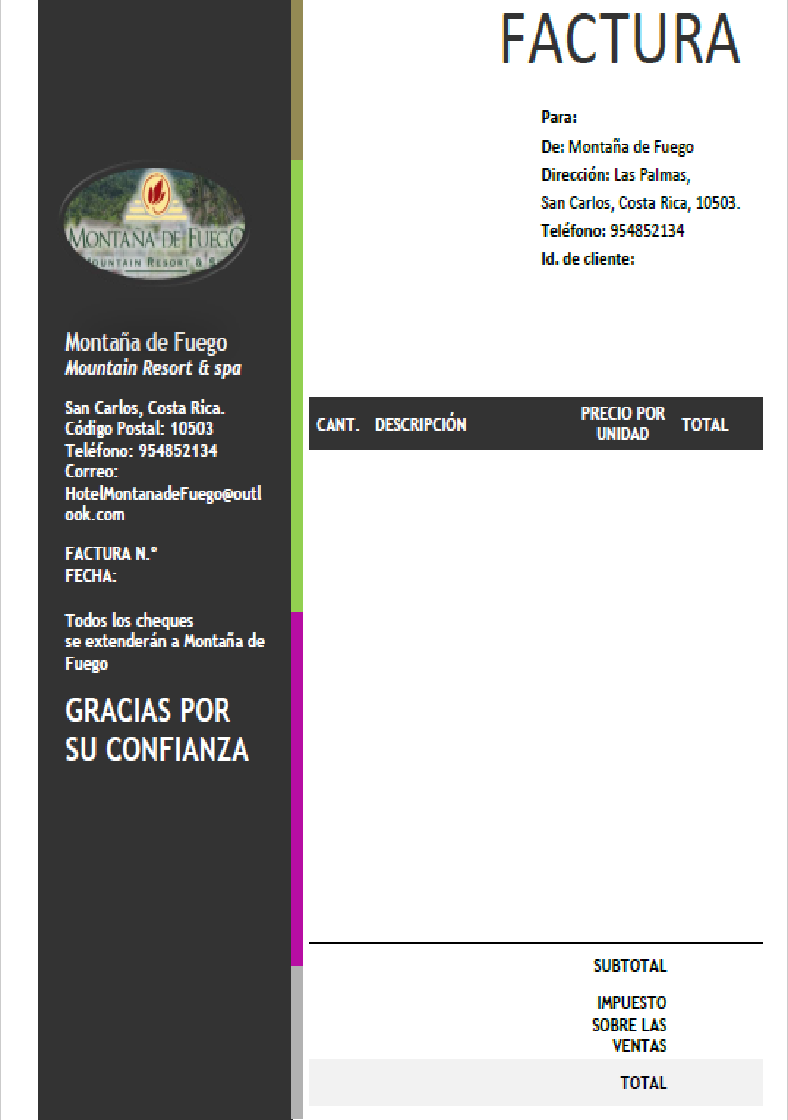 FACTURA
Para:
De: Montaña de Fuego
Dirección: Las Palmas,
San Carlos, Costa Rica, 10503.
Teléfono: 954852134
Id. de cliente:
MONTAÑA DE FUEGO
MOUNTAIN RESORT & S
Montaña de Fuego
Mountain Resort & spa
San Carlos, Costa Rica.
Código Postal: 10503
Teléfono: 954852134
Correo:
HotelMontanadeFuego@outl
ook.com
FACTURA N.°
FECHA:
Todos los cheques
se extenderán a Montaña de
Fuego
GRACIAS POR
SU CONFIANZA
CANT. DESCRIPCIÓN PRECIO POR UNIDAD TOTAL
SUBTOTAL
IMPUESTO
SOBRE LAS
VENTAS
TOTAL